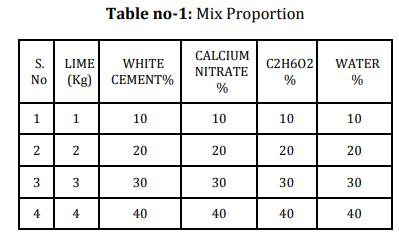 Table no-1: Mix Proportion
S. No LIME (Kg) WHITE CEMENT% CALCIUM NITRATE % C2H6O2 % WATER %
1 1 10 10 10 10
2 2 20 20 20 20
3 3 30 30 30 30
4 4 40 40 40 40